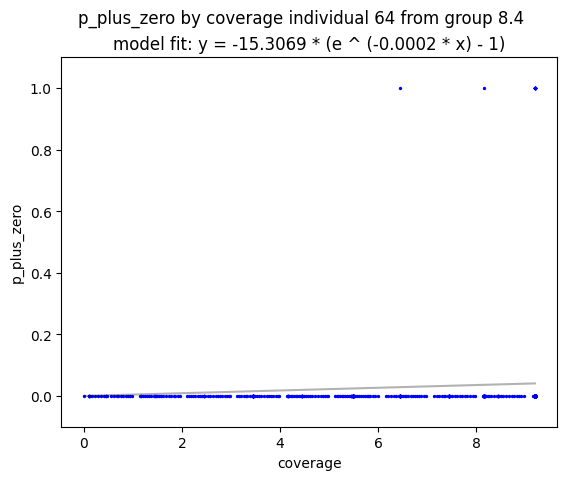 p_plus_zero by coverage individual 64 from group 8.4
model fit: y = -15.3069 * (e ^ (-0.0002 * x) - 1)
1.0
0.8
0.6
0.4
0.2
0.0
p_plus_zero
0 2 4 6 8
coverage